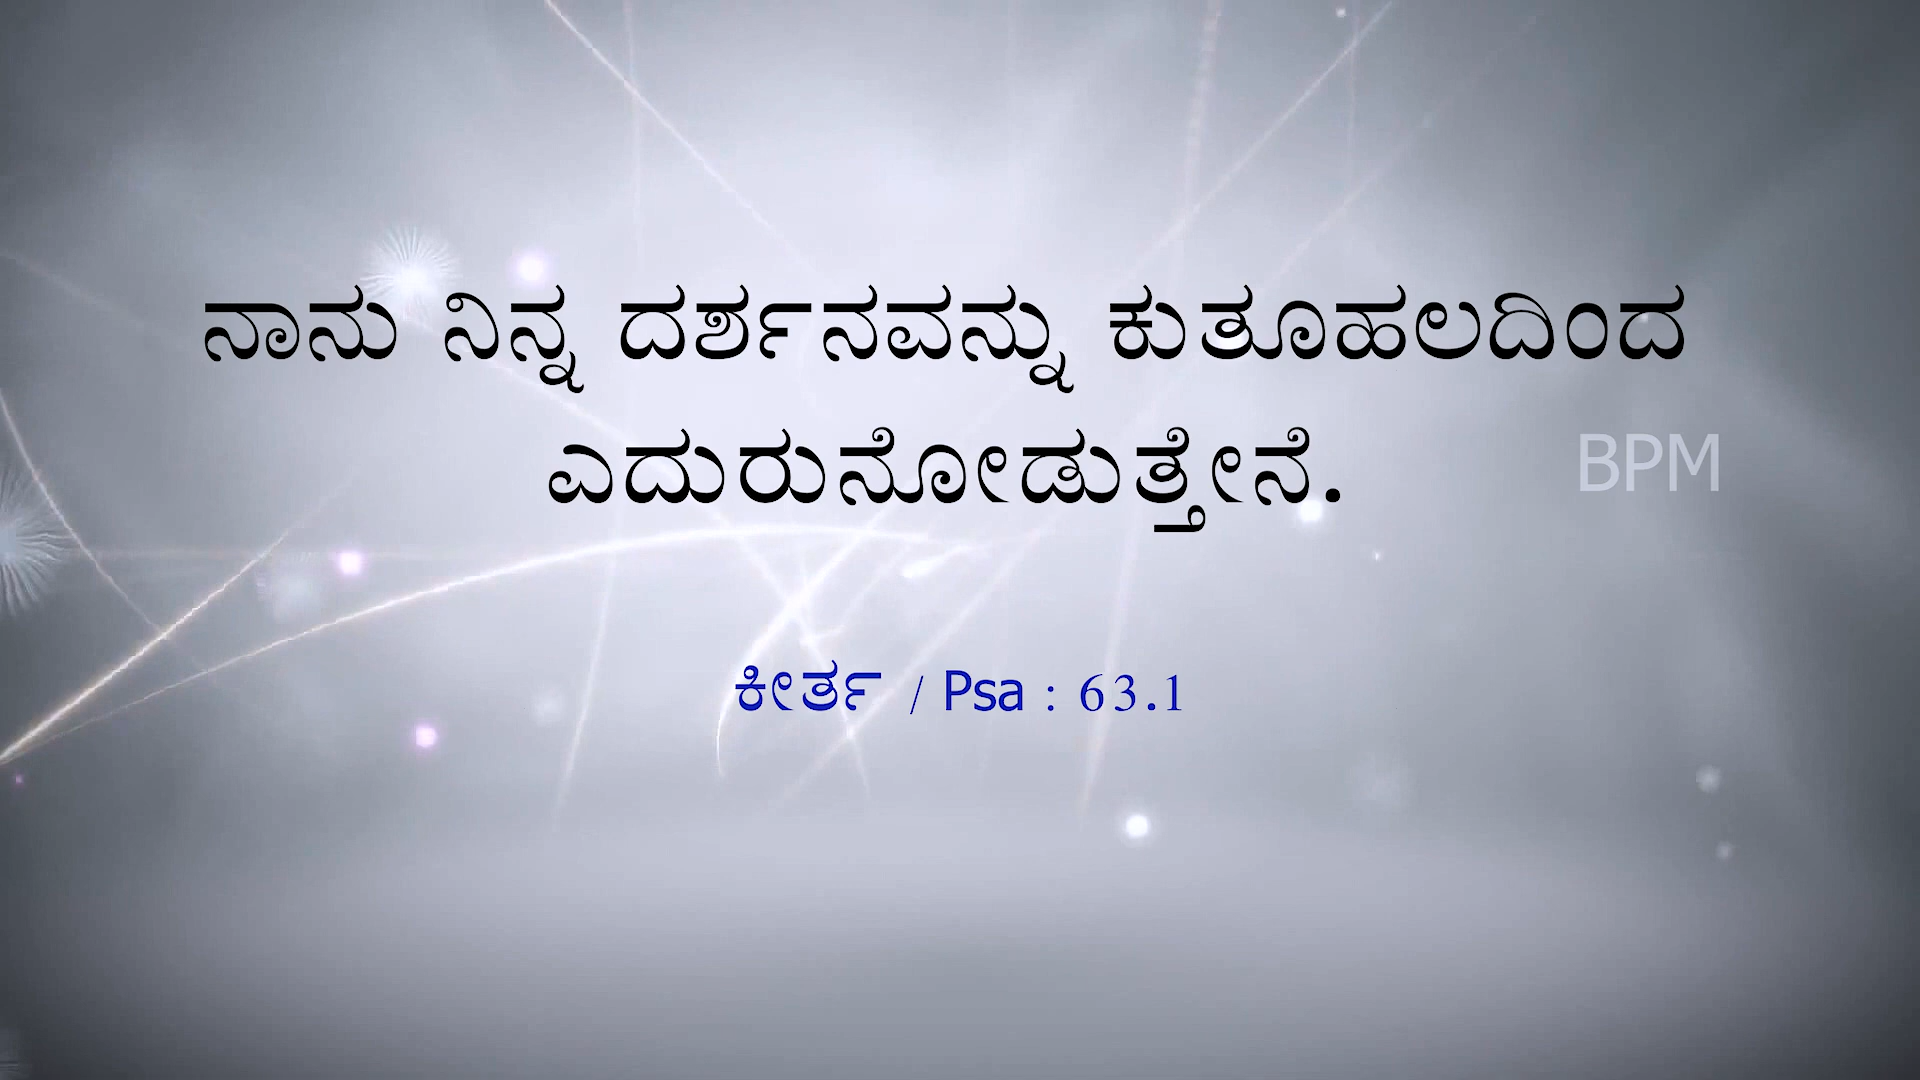 ನಾನು ನಿನ್ನ ದರ್ಶನವನ್ನು ಕುತೂಹಲದಿಂದ
ಎದುರುನೋಡುತ್ತೇನೆ.
BPM
ಕೀರ್ತ / Psa : 63.1